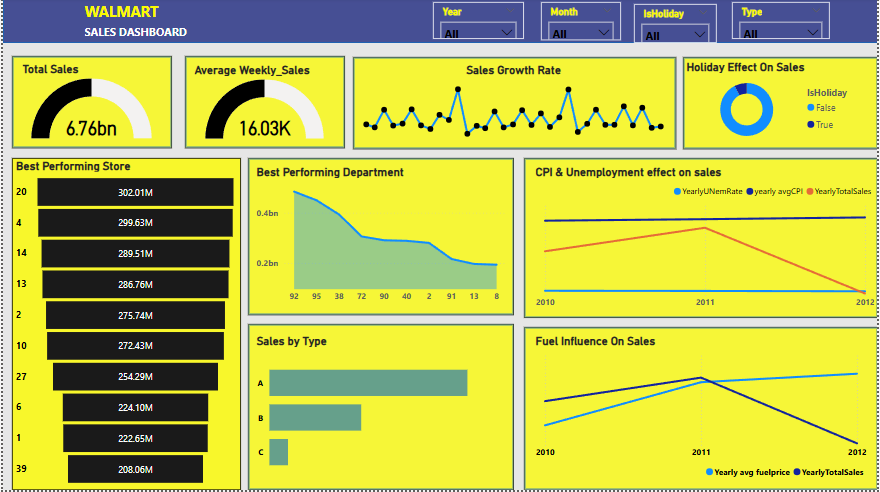 WALMART
SALES DASHBOARD
Year
All
Month
All
IsHoliday
All
Type
All
Total Sales
6.76bn
Average Weekly_Sales
16.03K
Sales Growth Rate
Holiday Effect On Sales
IsHoliday
False
True
Best Performing Store
20 302.01M
4 299.63M
14 289.51M
13 286.76M
2 275.74M
10 272.43M
27 254.29M
6 224.10M
1 222.65M
39 208.06M
Best Performing Department
0.4bn
0.2bn
92 95 38 72 90 40 2 91 13 8
CPI & Unemployment effect on sales
YearlyUNemRate yearly avgCPI YearlyTotalSales
2010 2011 2012
Sales by Type
A
B
C
Fuel Influence On Sales
2010 2011 2012
Yearly avg fuelprice YearlyTotalSales